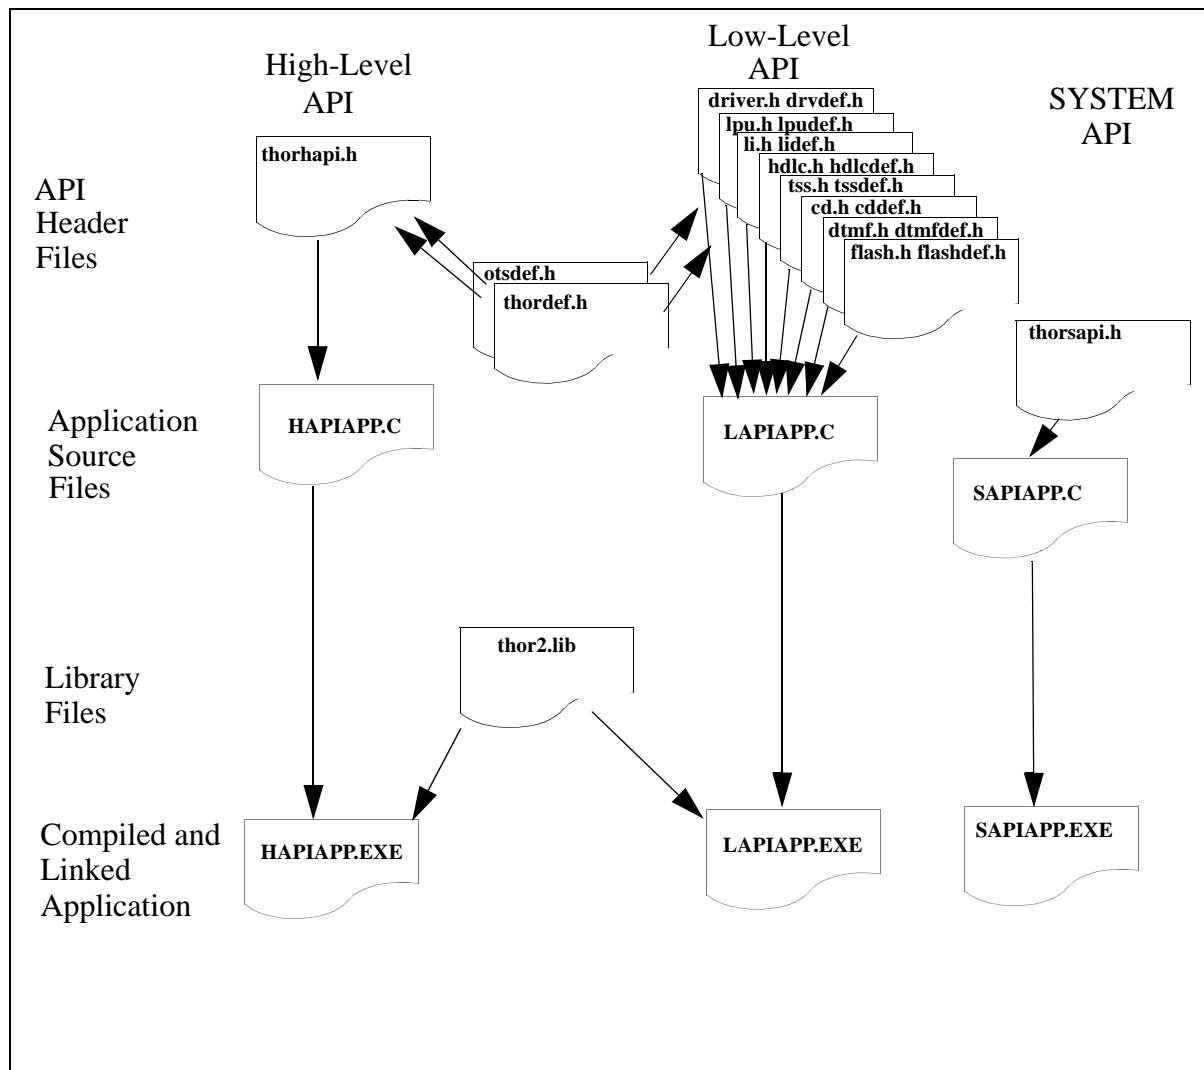 High-Level
API
Low-Level
API
SYSTEM
API
API
Header
Files
thorhapi.h
driver.h drvdef.h
lpu.h lpudef.h
li.h lidef.h
hdlc.h hdlcdef.h
tss.h tssdef.h
cd.h cddef.h
dtmf.h dtmfdef.h
flash.h flashdef.h
otsdef.h
thordef.h
thorsapi.h
Application
Source
Files
HAPIAPP.C
LAPIAPP.C
SAPIAPP.C
Library
Files
thor2.lib
Compiled and
Linked
Application
HAPIAPP.EXE
LAPIAPP.EXE
SAPIAPP.EXE